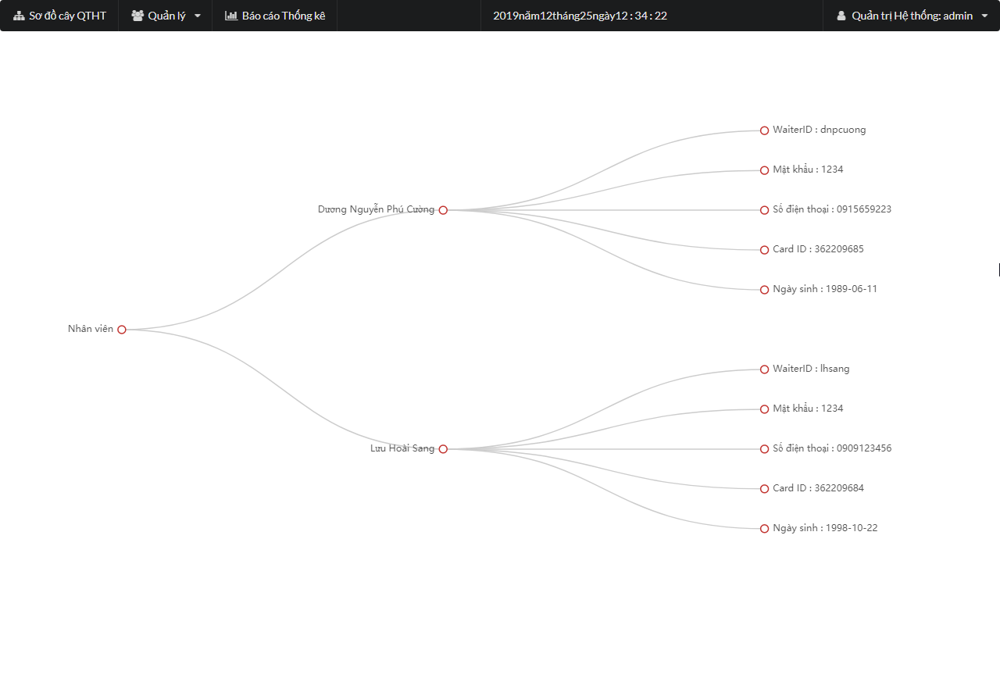 Sơ đồ cây QTHT
Quản lý
Báo cáo Thống kê
2019năm12tháng25ngày12 : 34 : 22
Quản trị Hệ thống: admin
Nhân viên
Dương Nguyễn Phú Cường
WaiterID : dnpcuong
Mật khẩu : 1234
Số điện thoại : 0915659223
Card ID : 362209685
Ngày sinh : 1989-06-11
Lưu Hoài Sang
WaiterID : lhsang
Mật khẩu : 1234
Số điện thoại : 0909123456
Card ID : 362209684
Ngày sinh : 1998-10-22